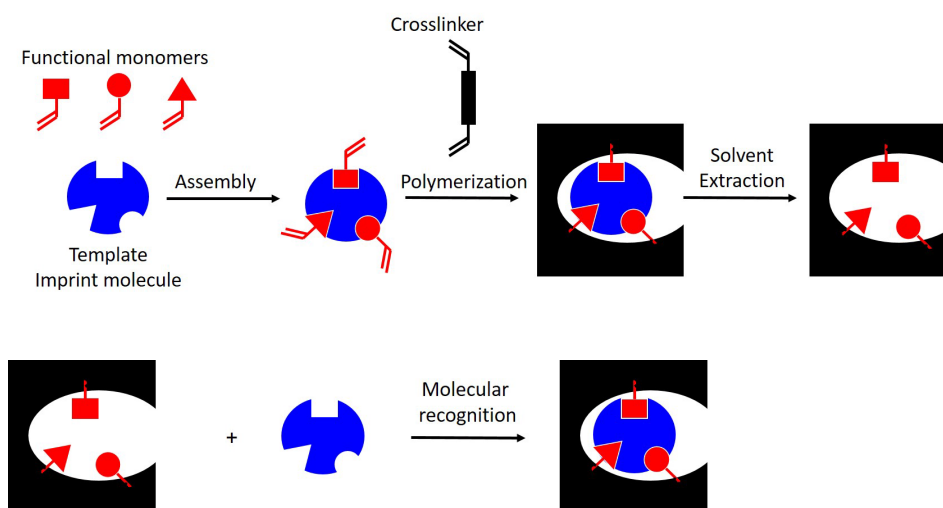 Crosslinker
Functional monomers
Assembly
Polymerization
Solvent
Extraction
Template
Imprint molecule
+
Molecular
recognition